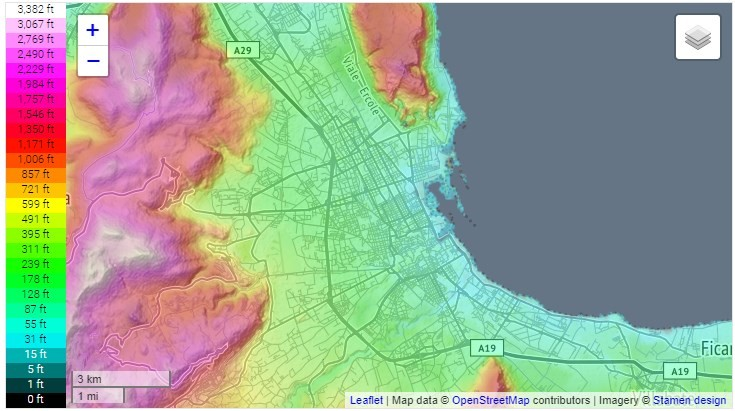 3,382 ft
3,067 ft
2,769 ft
2,490 ft
2,229 ft
1,984 ft
1,757 ft
1,546 ft
1,350 ft
1,171 ft
1,006 ft
857 ft
721 ft
599 ft
491 ft
395 ft
311 ft
239 ft
178 ft
128 ft
87 ft
55 ft
31 ft
15 ft
5 ft
1 ft
0 ft
+
−
A29
Viale Ercole
a
A19
Ficar
A19
3 km
1 mi
Leaflet | Map data © OpenStreetMap contributors | Imagery © Stamen design